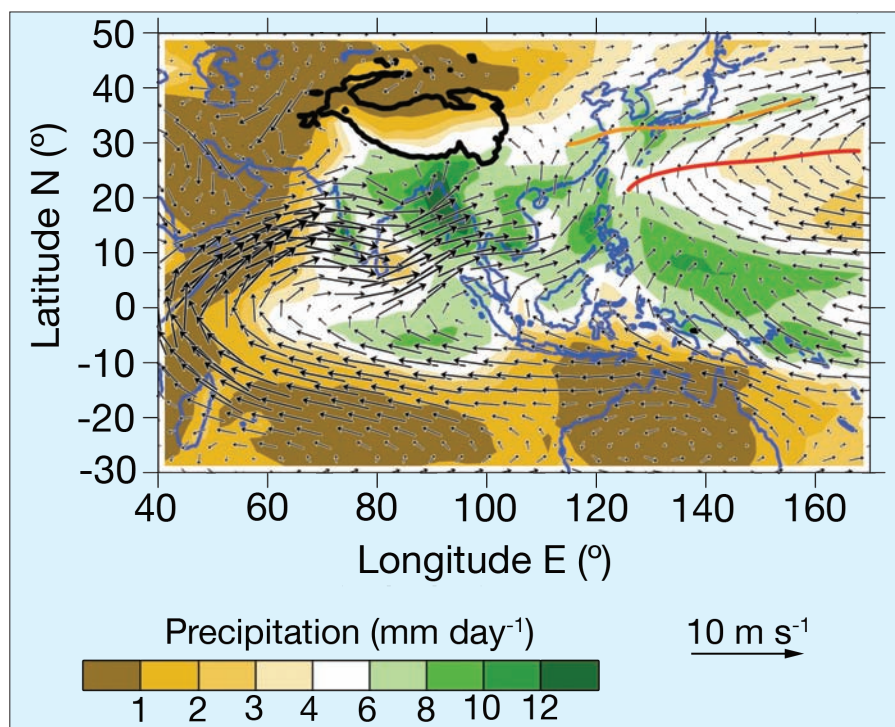 50
40
30
20
10
0
-10
-20
-30
Latitude N (º)
40 60 80 100 120 140 160
Longitude E (º)
Precipitation (mm day-1)
10 m s-1
1 2 3 4 6 8 10 12